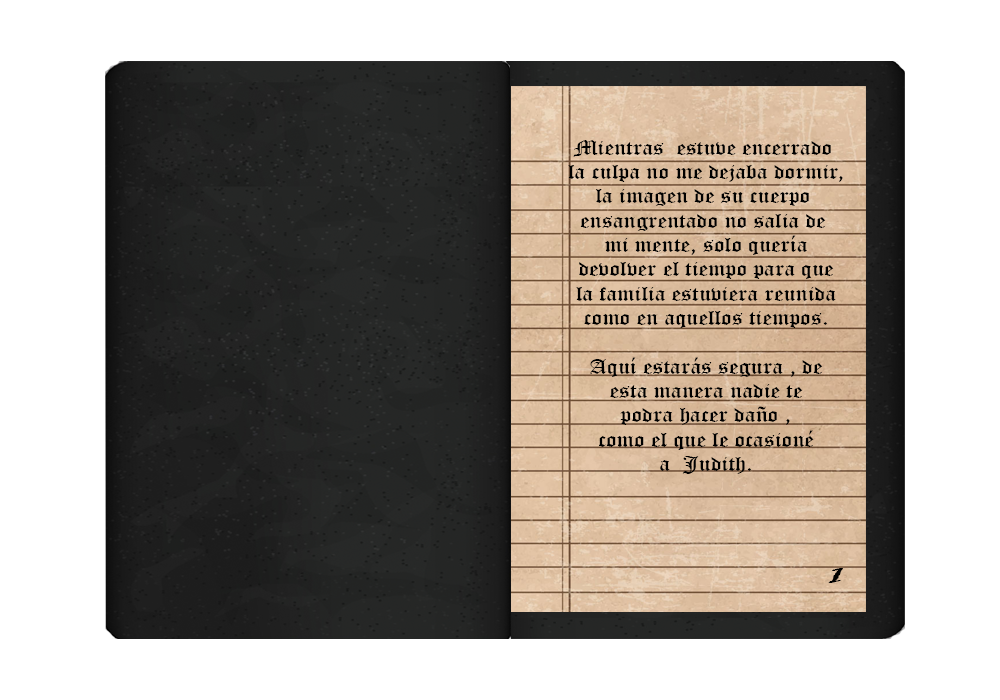 Mientras estuve encerrado
la culpa no me dejaba dormir,
la imagen de su cuerpo
ensangrentado no salia de
mi mente, solo quería
devolver el tiempo para que
la familia estuviera reunida
como en aquellos tiempos.
Aquí estarás segura , de
esta manera nadie te
podra hacer daño ,
como el que le ocasioné
a Judith.
1